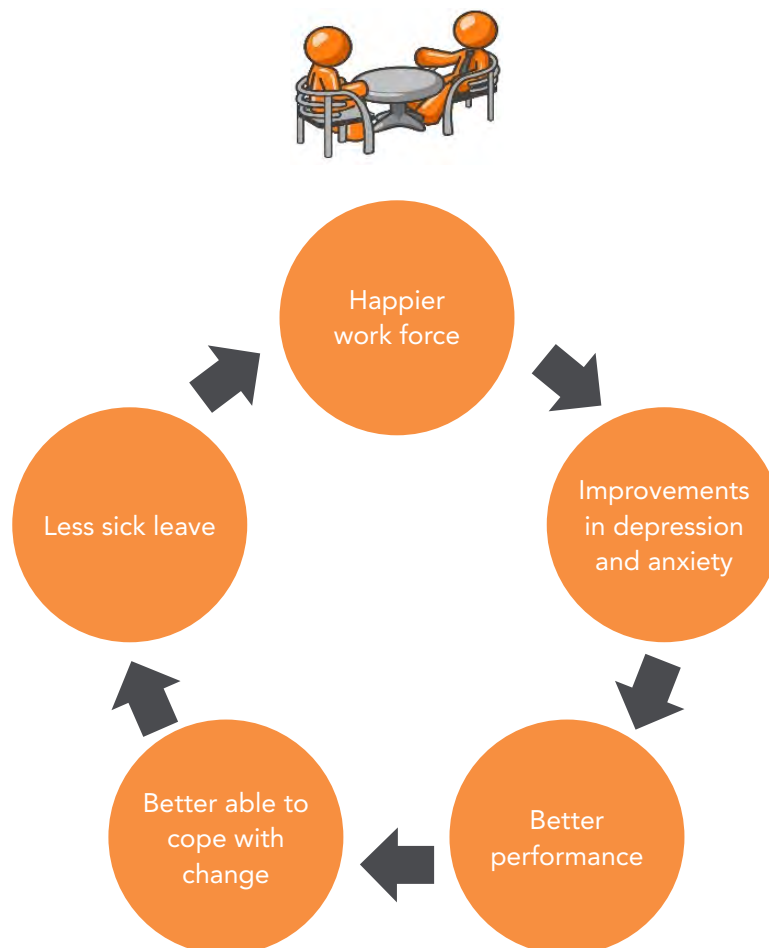 Happier
work force
Improvements
in depression
and anxiety
Better
performance
Better able to
cope with
change
Less sick leave